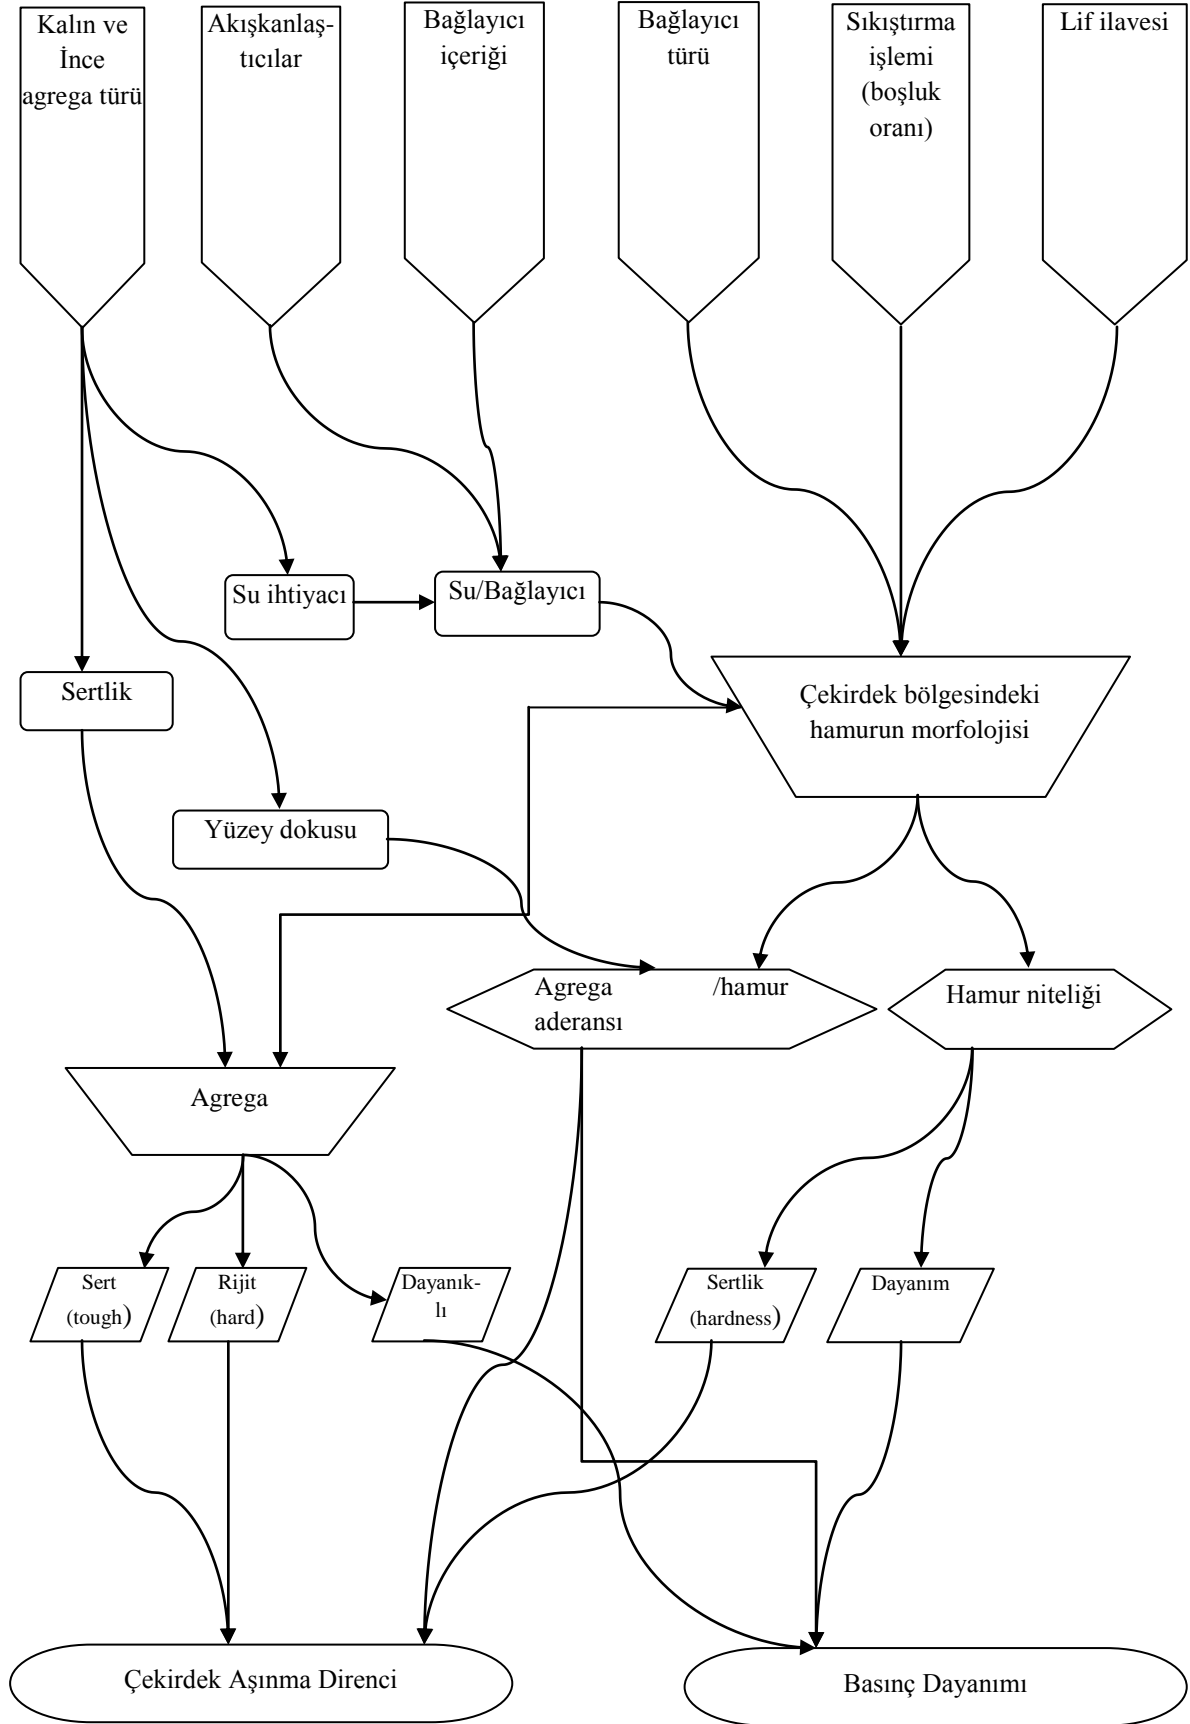 Kalın ve
İnce
agrega türü
Akışkanlaş-
tıcılar
Bağlayıcı
içeriği
Bağlayıcı
türü
Sıkıştırma
işlemi
(boşluk
oranı)
Lif ilavesi
Su ihtiyacı
Su/Bağlayıcı
Sertlik
Çekirdek bölgesindeki
hamurun morfolojisi
Yüzey dokusu
Agrega /hamur
aderansı
Hamur niteliği
Agrega
Sert
(tough)
Rijit
(hard)
Dayanık-
lı
Sertlik
(hardness)
Dayanım
Çekirdek Aşınma Direnci
Basınç Dayanımı